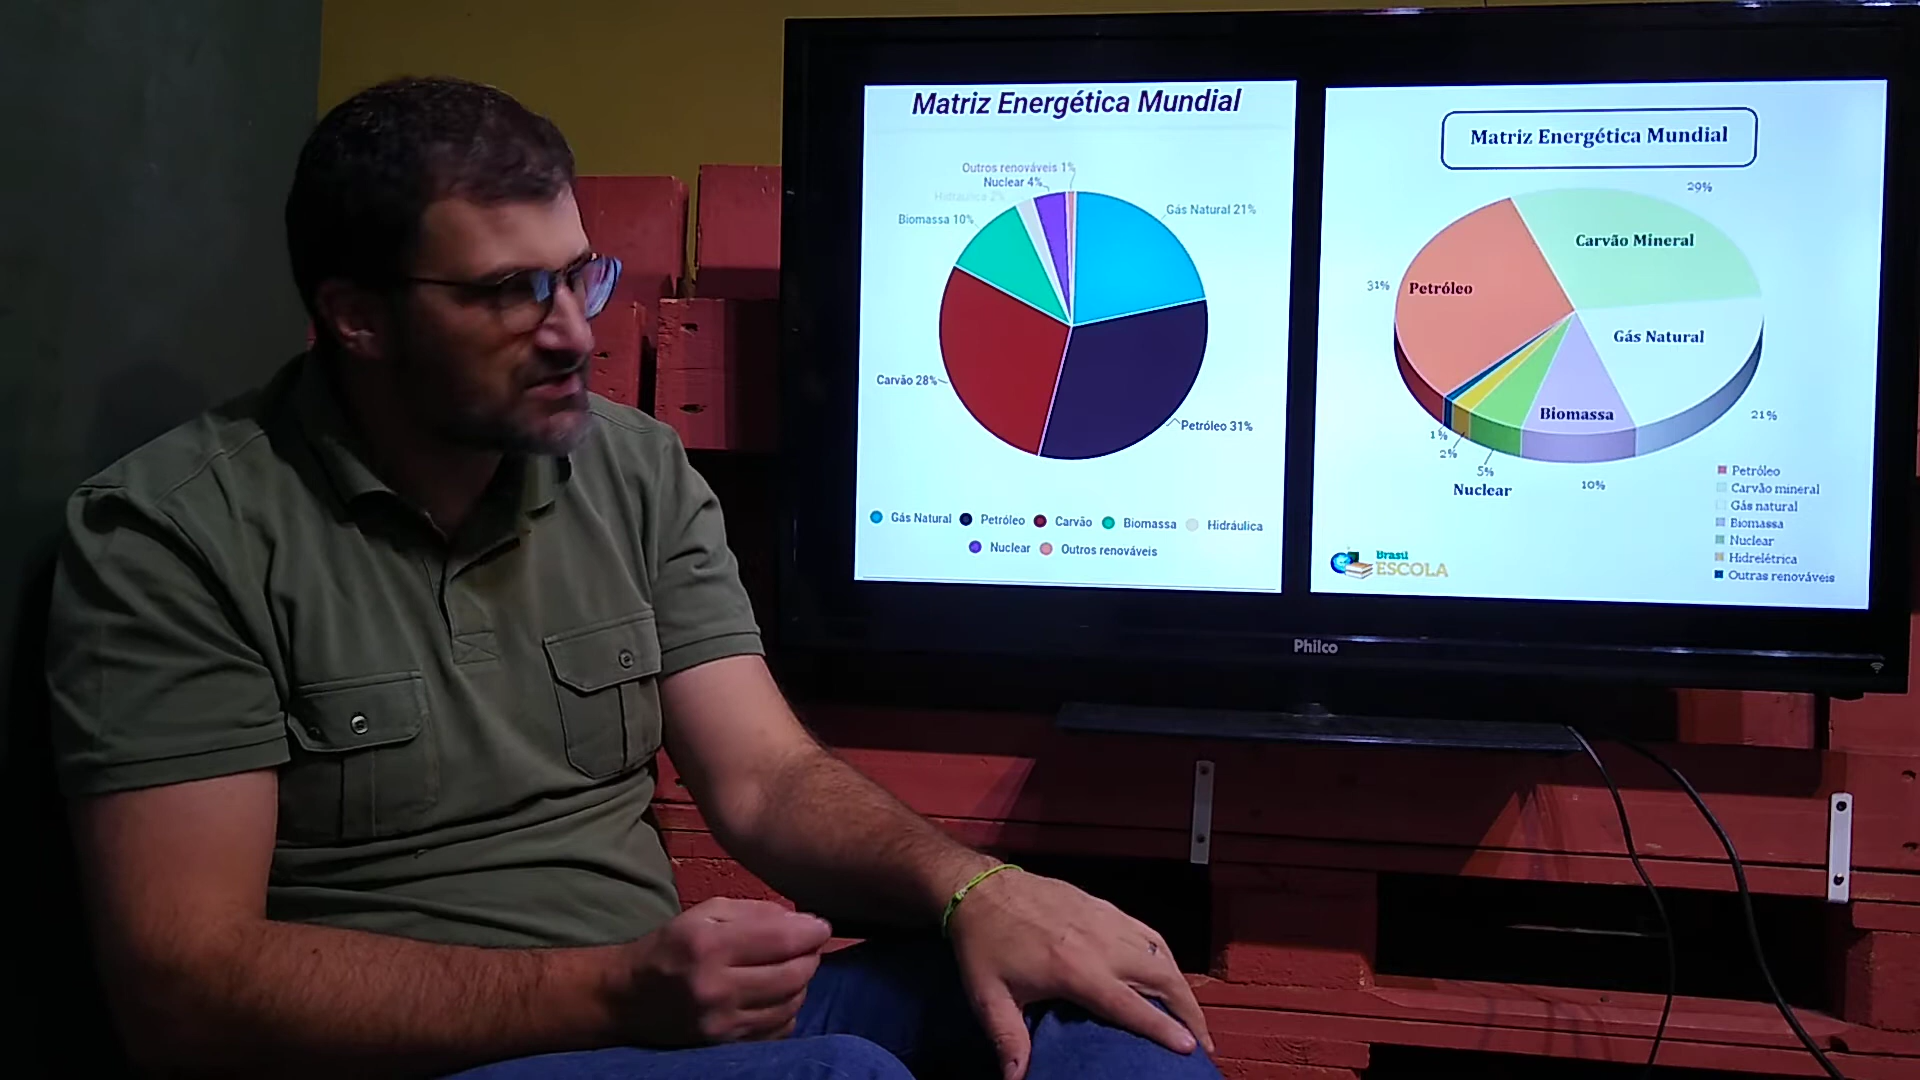 Matriz Energética Mundial
Outros renováveis 1%
Nuclear 4%
Hidráulica 2%
Biomassa 10%
Gás Natural 21%
Carvão 28%
Petróleo 31%
Gás Natural
Petróleo
Carvão
Biomassa
Hidráulica
Nuclear
Outros renováveis
Matriz Energética Mundial
29%
Carvão Mineral
31%
Petróleo
Gás Natural
Biomassa
21%
1%
2%
5%
Nuclear
10%
Petróleo
Carvão mineral
Gás natural
Biomassa
Nuclear
Hidrelétrica
Outras renováveis
Brasil
ESCOLA
Philco